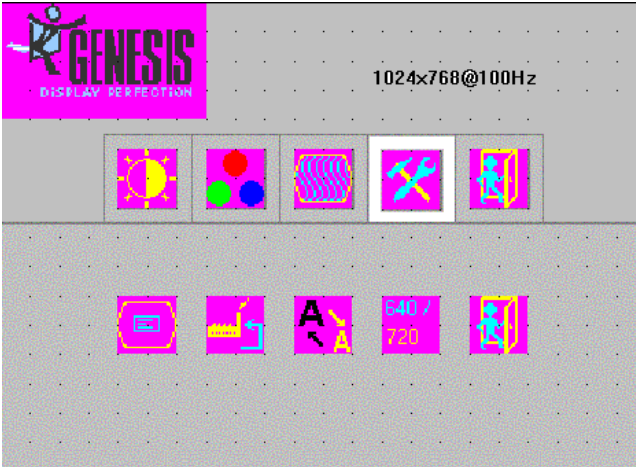 GENESIS
DISPLAY PERFECTION
1024x768@100Hz
A
A
640 /
720